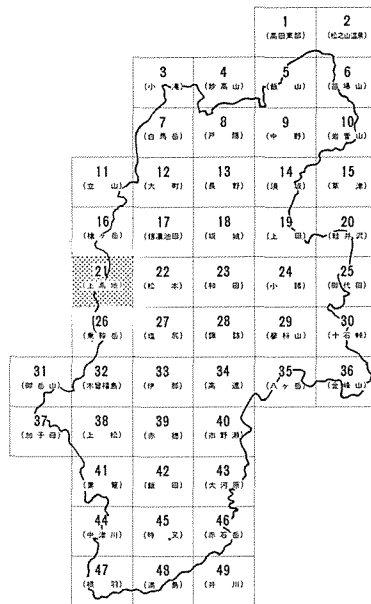 1 2
(高田東部) (松之山温泉)
3 4 5 6
(小滝) (妙高山) (飯山) (苗場山)
7 8 9 10
(白馬岳) (戸隠) (中野) (岩菅山)
11 12 13 14 15
(立山) (大町) (長野) (須坂) (草津)
16 17 18 19 20
(槍ヶ岳) (信濃池田) (坂城) (上田) (軽井沢)
21 22 23 24 25
(上高地) (松本) (和田) (小諸) (御代田)
26 27 28 29 30
(乗鞍岳) (塩尻) (諏訪) (蓼科山) (十石峠)
31 32 33 34 35 36
(御岳山) (木曽福島) (伊那) (高遠) (八ヶ岳) (金峰山)
37 38 39 40
(加子母) (上松) (赤穂) (市野瀬)
41 42 43
(妻籠) (飯田) (大河原)
44 45 46
(中津川) (時又) (赤石岳)
47 48 49
(根羽) (満島) (井川)